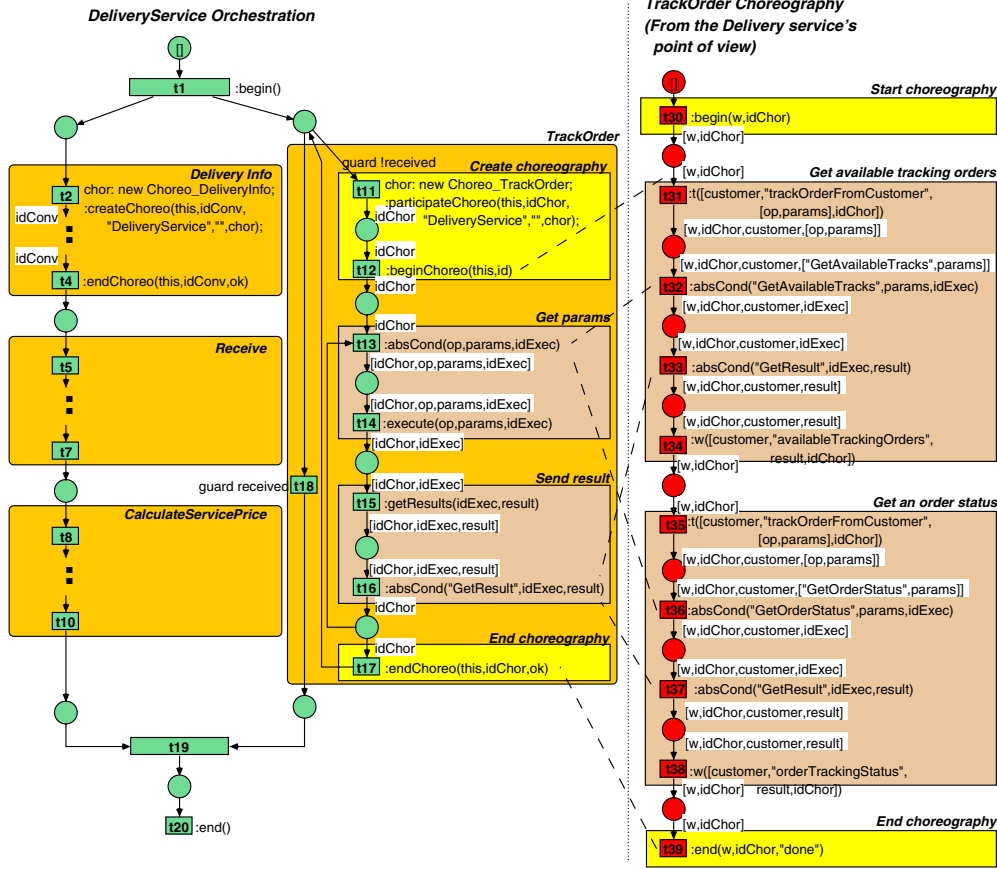 DeliveryService Orchestration
[]
t1 :begin()
Delivery Info
t2 chor: new Choreo_DeliveryInfo;
:createChoreo(this,idConv,
"DeliveryService","",chor);
idConv
idConv
t4 :endChoreo(this,idConv,ok)
Receive
t5
t7
CalculateServicePrice
t8
t10
guard received t18
t19
t20 :end()
TrackOrder
guard !received
Create choreography
t11 chor: new Choreo_TrackOrder;
:participateChoreo(this,idChor,
"DeliveryService","",chor);
idChor
idChor
t12 :beginChoreo(this,id)
idChor
Get params
idChor
t13 :absCond(op,params,idExec)
[idChor,op,params,idExec]
[idChor,op,params,idExec]
t14 :execute(op,params,idExec)
[idChor,idExec]
Send result
[idChor,idExec]
t15 :getResults(idExec,result)
[idChor,idExec,result]
[idChor,idExec,result]
t16 :absCond("GetResult",idExec,result)
idChor
End choreography
idChor
t17 :endChoreo(this,idChor,ok)
TrackOrder Choreography
(From the Delivery service's
point of view)
[]
Start choreography
t30 :begin(w,idChor)
[w,idChor]
[w,idChor]
Get available tracking orders
t31 :t([customer,"trackOrderFromCustomer",
[op,params],idChor])
[w,idChor,customer,[op,params]]
[w,idChor,customer,["GetAvailableTracks",params]]
t32 :absCond("GetAvailableTracks",params,idExec)
[w,idChor,customer,idExec]
[w,idChor,customer,idExec]
t33 :absCond("GetResult",idExec,result)
[w,idChor,customer,result]
[w,idChor,customer,result]
t34 :w([customer,"availableTrackingOrders",
result,idChor])
[w,idChor]
[w,idChor]
Get an order status
t35 :t([customer,"trackOrderFromCustomer",
[op,params],idChor])
[w,idChor,customer,[op,params]]
[w,idChor,customer,["GetOrderStatus",params]]
t36 :absCond("GetOrderStatus",params,idExec)
[w,idChor,customer,idExec]
[w,idChor,customer,idExec]
t37 :absCond("GetResult",idExec,result)
[w,idChor,customer,result]
[w,idChor,customer,result]
t38 :w([customer,"orderTrackingStatus",
[w,idChor] result,idChor])
[w,idChor]
End choreography
t39 :end(w,idChor,"done")